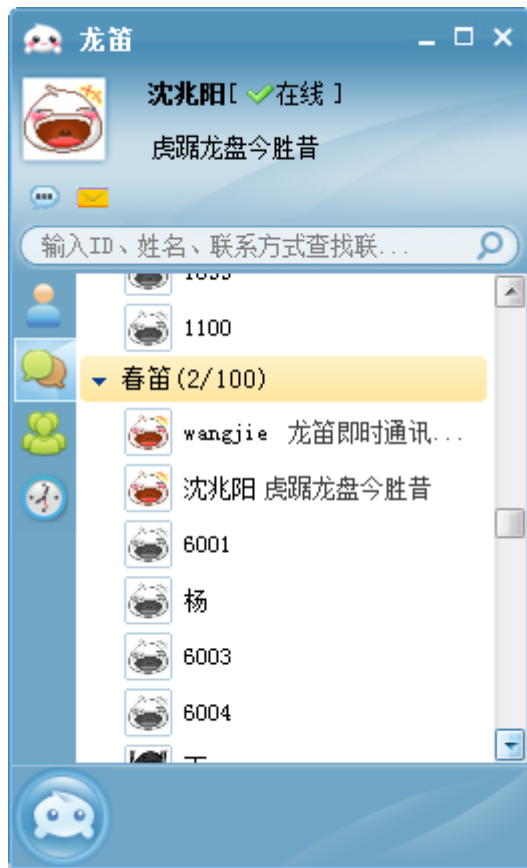 龙笛
沈兆阳[ 在线 ]
虎踞龙盘今胜昔
输入ID、姓名、联系方式查找联...
1100
春笛(2/100)
wangjie 龙笛即时通讯...
沈兆阳 虎踞龙盘今胜昔
6001
杨
6003
6004